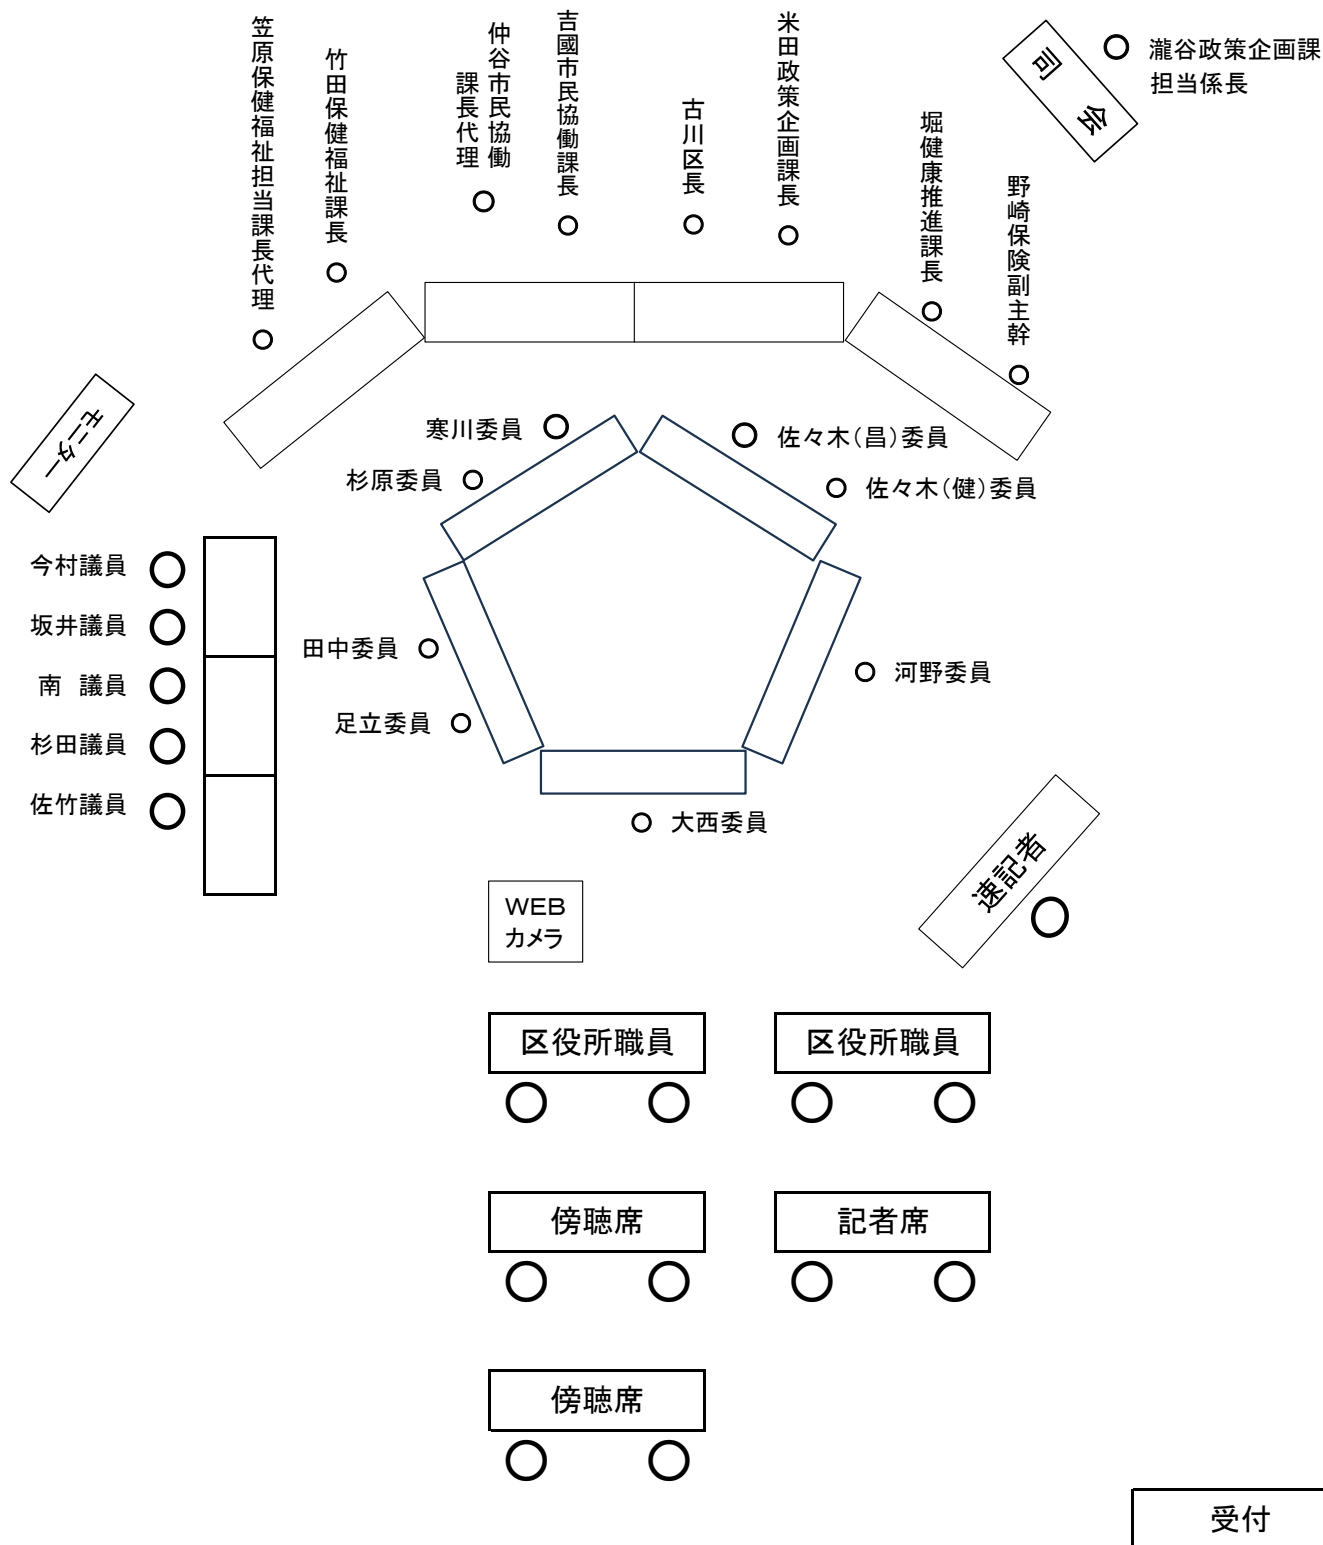 笠原保健福祉担当課長代理
竹田保健福祉課長
仲谷市民協働
課長代理
吉國市民協働課長
古川区長
米田政策企画課長
堀健康推進課長
野崎保険副主幹
司会
瀧谷政策企画課
担当係長
モニター
寒川委員
佐々木（昌）委員
杉原委員
佐々木（健）委員
今村議員
坂井議員
南　議員
杉田議員
佐竹議員
田中委員
河野委員
足立委員
大西委員
速記者
WEB
カメラ
区役所職員
区役所職員
傍聴席
記者席
傍聴席
受付